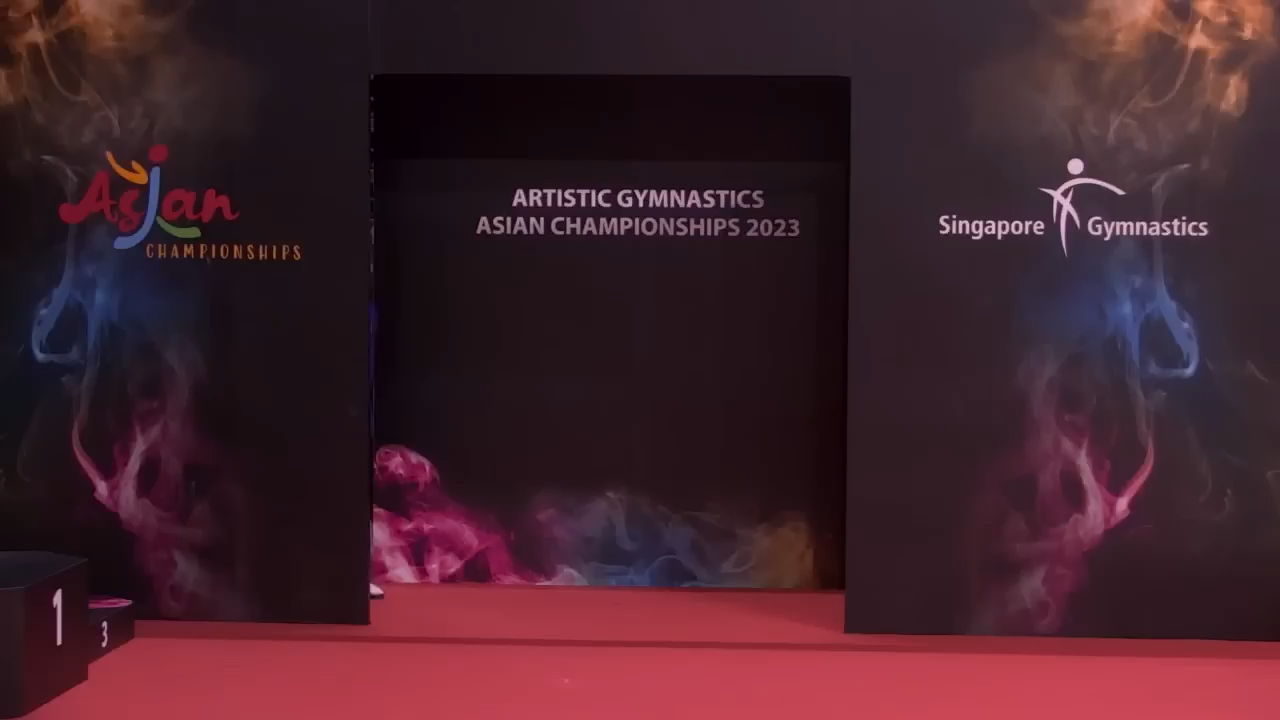 Asian
CHAMPIONSHIPS
ARTISTIC GYMNASTICS
ASIAN CHAMPIONSHIPS 2023
Singapore Gymnastics
1
3